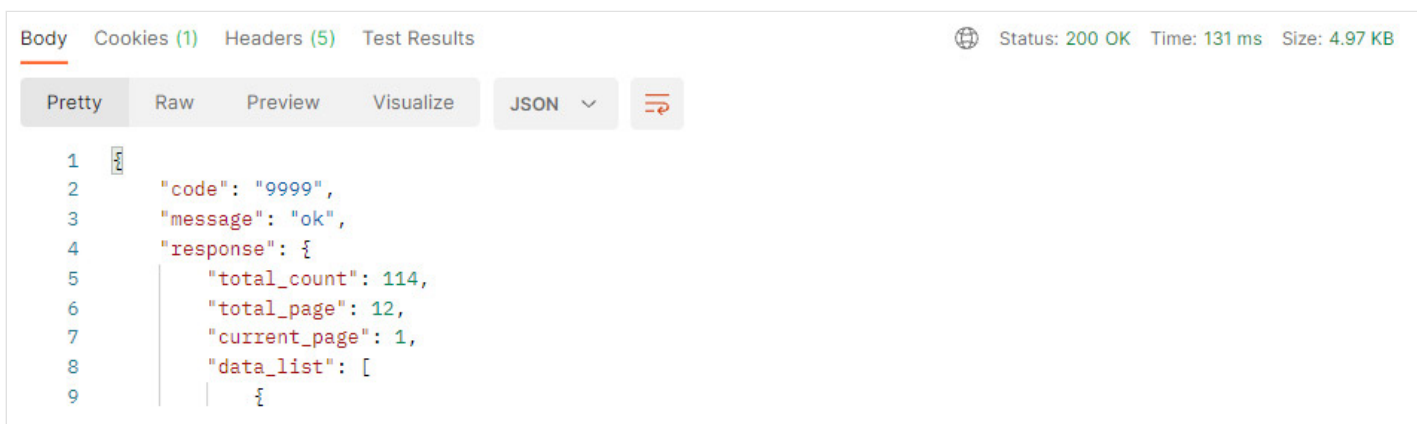 Body Cookies (1) Headers (5) Test Results Status: 200 OK Time: 131 ms Size: 4.97 KB
Pretty Raw Preview Visualize JSON
1 {
2 "code": "9999",
3 "message": "ok",
4 "response": {
5 "total_count": 114,
6 "total_page": 12,
7 "current_page": 1,
8 "data_list": [
9 {